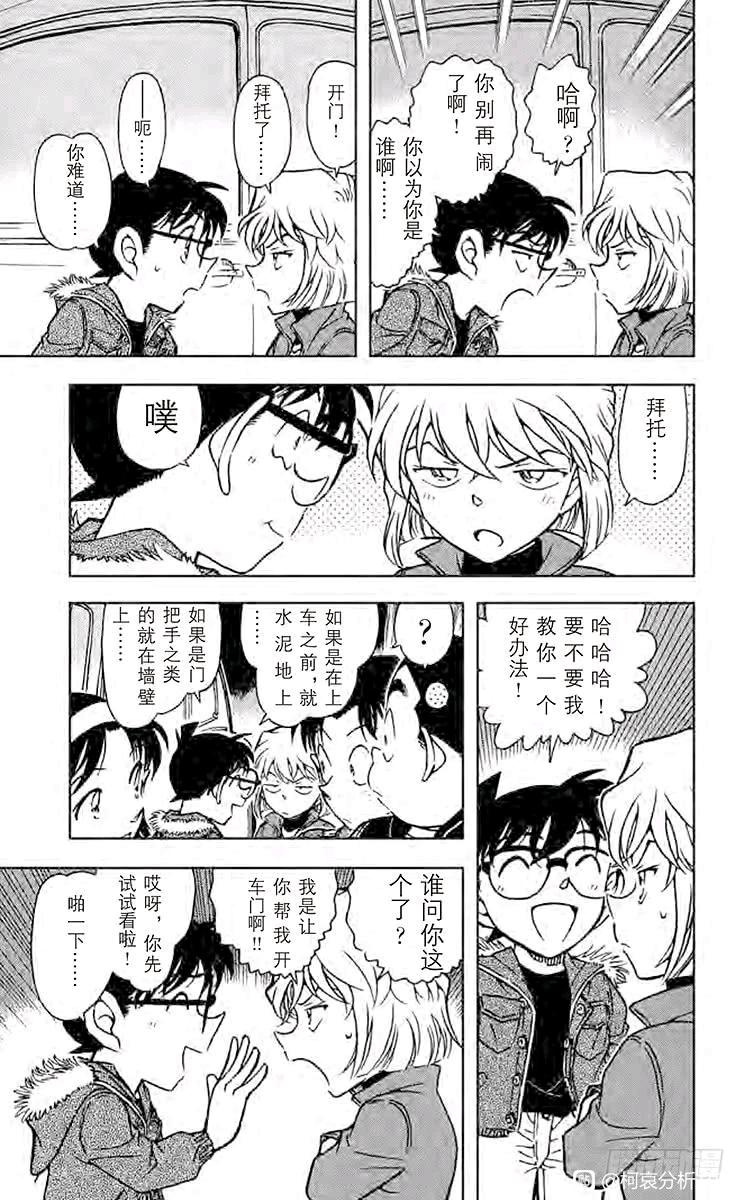 哈啊?
你别再闹
了啊!
你以为你是
谁啊……
开门!
拜托了……
——呃……
你难道……
拜托……
噗
哈哈哈!
要不要我
教你一个
好办法!
?
如果是在上
车之前,就
水泥地上
……
如果是门
把手之类
的就在墙壁
上……
谁问你这
个了?
我是让
你帮我开
车门啊!!
哎呀,你先
试试看啦!
啪一下……
@柯哀分析